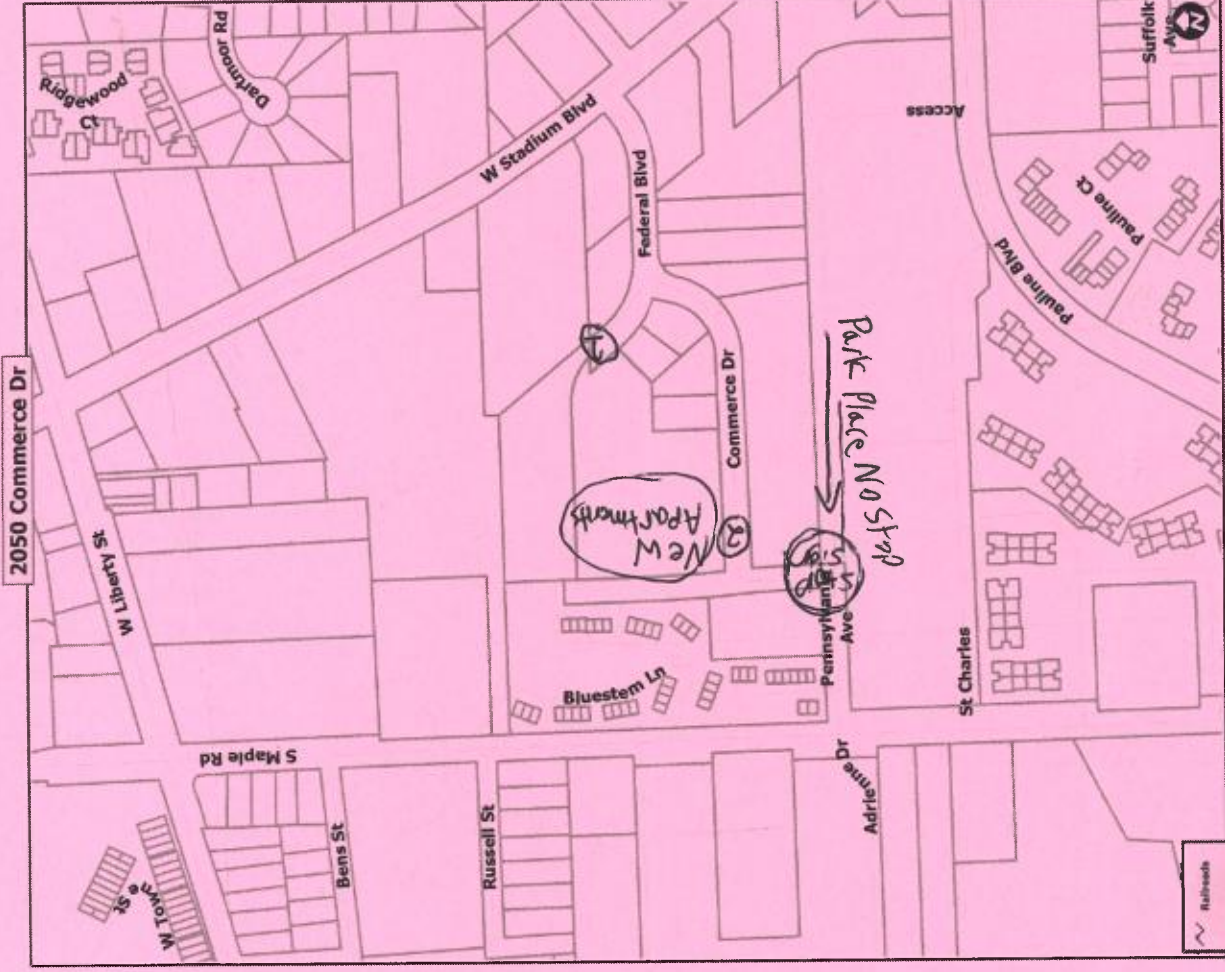 2050 Commerce Dr
Ridgewood
Ct
Dartmoor Rd
W Stadium Blvd
Federal Blvd
Access
Suffolk
Ave
N
Pauline Ct
Pauline Blvd
Commerce Dr
Park Place No Stop
New
Apartments
2
Stop
Sign
Pennsylvania
Ave
W Liberty St
Bluestem Ln
St Charles
S Maple Rd
Adrienne Dr
Bens St
Russell St
W Towne
St
Railroads